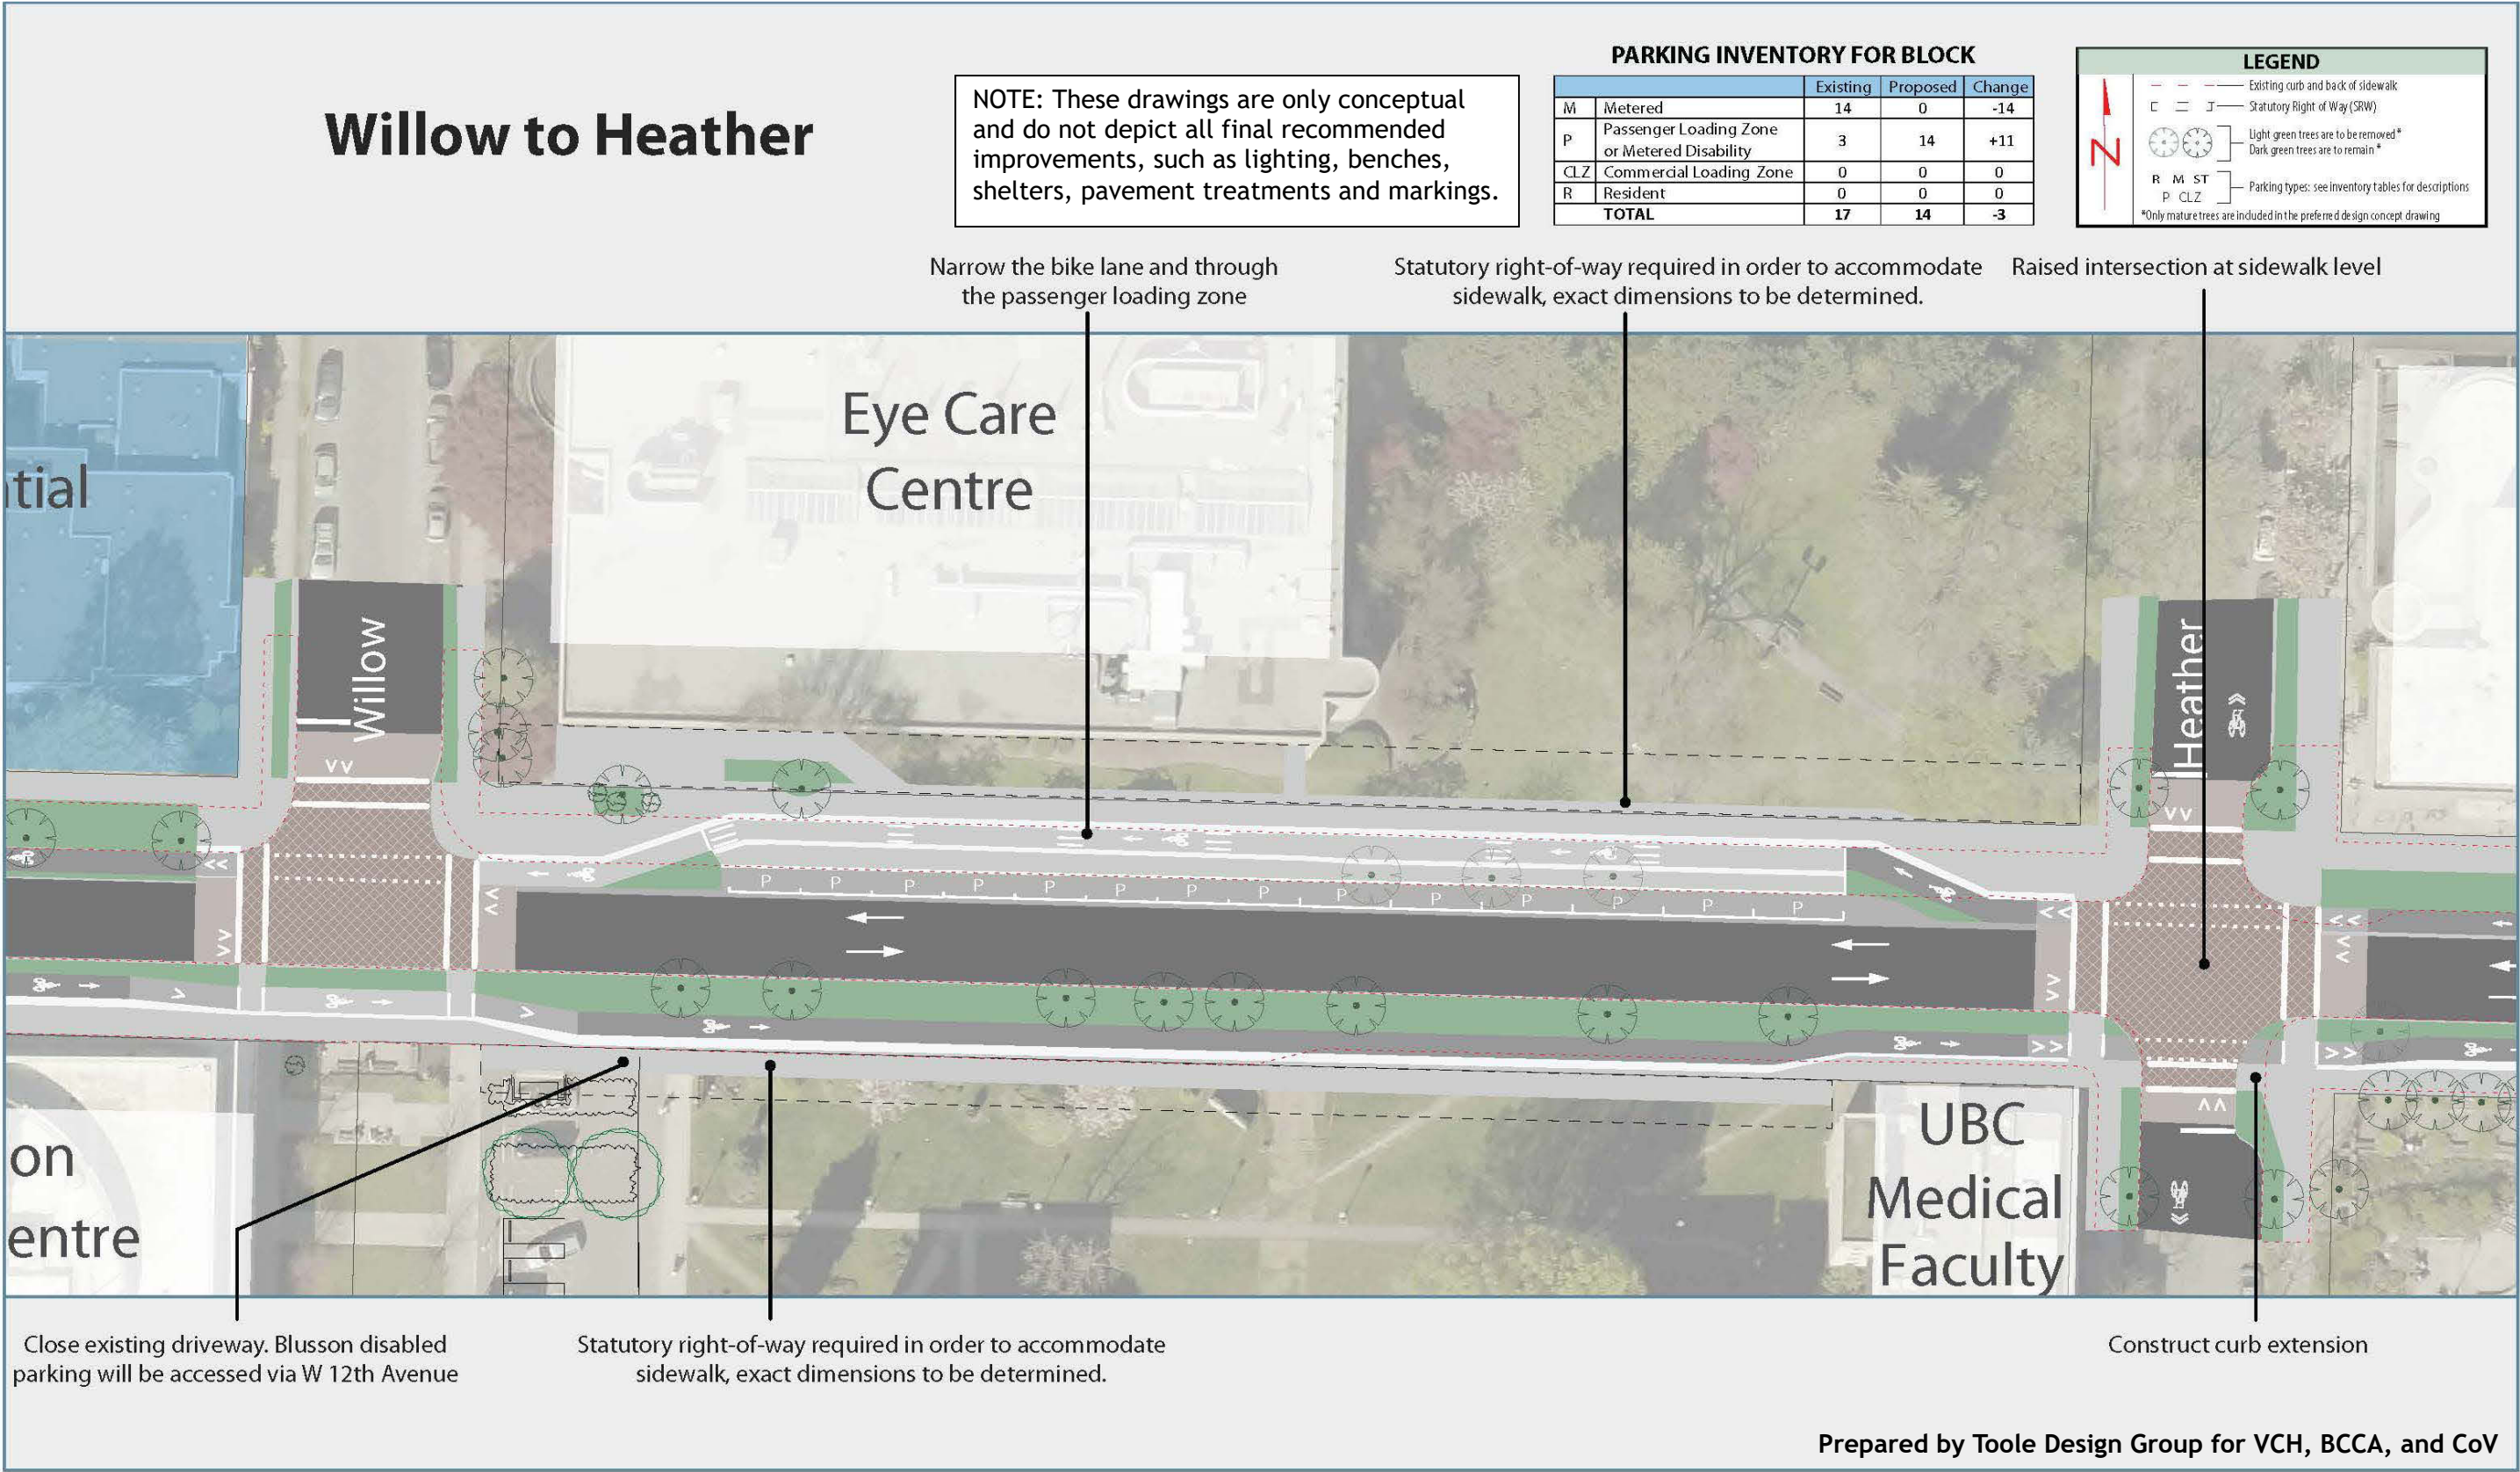 Willow to Heather
NOTE: These drawings are only conceptual
and do not depict all final recommended
improvements, such as lighting, benches,
shelters, pavement treatments and markings.
PARKING INVENTORY FOR BLOCK
Existing Proposed Change
M Metered 14 0 -14
P Passenger Loading Zone
or Metered Disability 3 14 +11
CLZ Commercial Loading Zone 0 0 0
R Resident 0 0 0
TOTAL 17 14 -3
LEGEND
N
Existing curb and back of sidewalk
Statutory Right of Way (SRW)
Light green trees are to be removed*
Dark green trees are to remain *
R M ST
P CLZ
Parking types: see inventory tables for descriptions
*Only mature trees are included in the preferred design concept drawing
Narrow the bike lane and through
the passenger loading zone
Statutory right-of-way required in order to accommodate
sidewalk, exact dimensions to be determined.
Raised intersection at sidewalk level
tial
Eye Care
Centre
Willow
Heather
P P P P P P P P P P P P P P
on
entre
UBC
Medical
Faculty
Close existing driveway. Blusson disabled
parking will be accessed via W 12th Avenue
Statutory right-of-way required in order to accommodate
sidewalk, exact dimensions to be determined.
Construct curb extension
Prepared by Toole Design Group for VCH, BCCA, and CoV